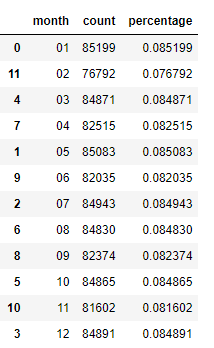 month count percentage
0 01 85199 0.085199
11 02 76792 0.076792
4 03 84871 0.084871
7 04 82515 0.082515
1 05 85083 0.085083
9 06 82035 0.082035
2 07 84943 0.084943
6 08 84830 0.084830
8 09 82374 0.082374
5 10 84865 0.084865
10 11 81602 0.081602
3 12 84891 0.084891